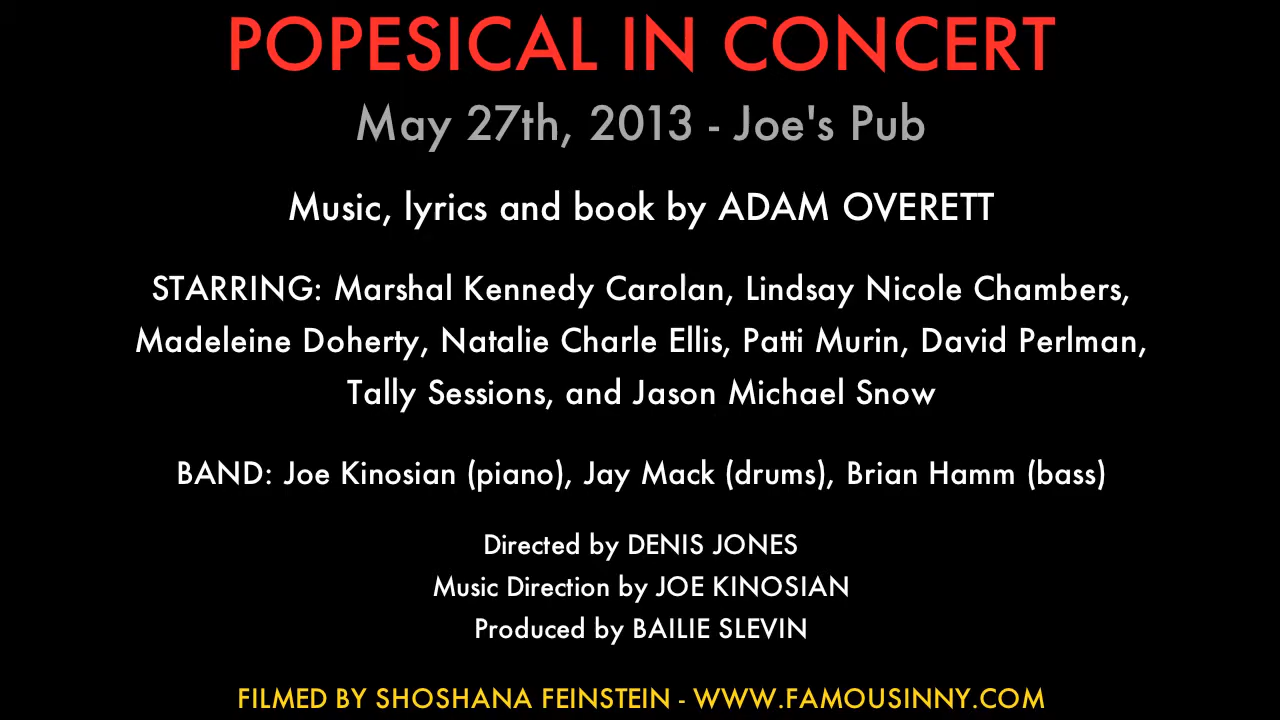 POPESICAL IN CONCERT
May 27th, 2013 - Joe's Pub
Music, lyrics and book by ADAM OVERETT
STARRING: Marshal Kennedy Carolan, Lindsay Nicole Chambers,
Madeleine Doherty, Natalie Charle Ellis, Patti Murin, David Perlman,
Tally Sessions, and Jason Michael Snow
BAND: Joe Kinosian (piano), Jay Mack (drums), Brian Hamm (bass)
Directed by DENIS JONES
Music Direction by JOE KINOSIAN
Produced by BAILIE SLEVIN
FILMED BY SHOSHANA FEINSTEIN - WWW.FAMOUSINNY.COM